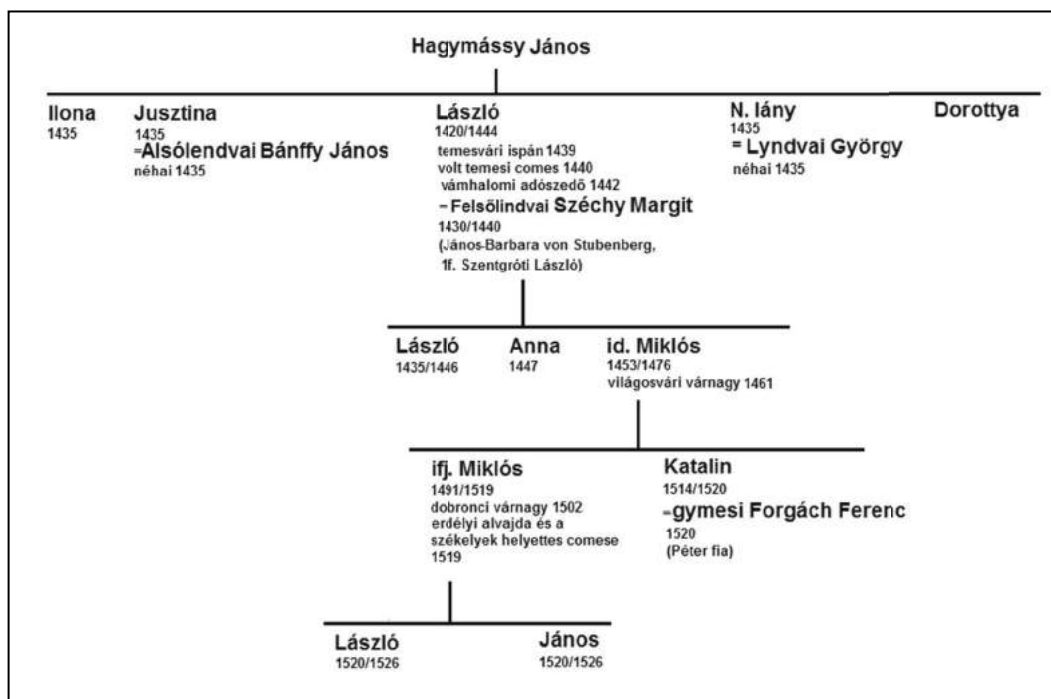 Hagymássy János
Ilona
1435
Jusztina
1435
=Alsólendvai Bánffy János
néhai 1435
László
1420/1444
temesvári ispán 1439
volt temesi comes 1440
vámhalomi adószedő 1442
= Felsőlindvai Széchy Margit
1430/1440
(János-Barbara von Stubenberg,
1f. Szentgróti László)
N. lány
1435
= Lyndvai György
néhai 1435
Dorottya
László
1435/1446
Anna
1447
id. Miklós
1453/1476
világosvári várnagy 1461
ifj. Miklós
1491/1519
dobronci várnagy 1502
erdélyi alvajda és a
székelyek helyettes comese
1519
Katalin
1514/1520
=gymesi Forgách Ferenc
1520
(Péter fia)
László
1520/1526
János
1520/1526